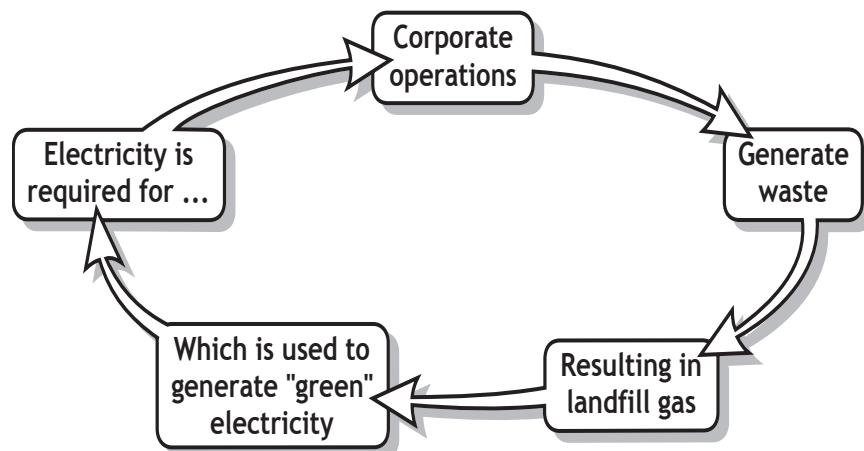 Corporate
operations
Generate
waste
Resulting in
landfill gas
Which is used to
generate "green"
electricity
Electricity is
required for ...